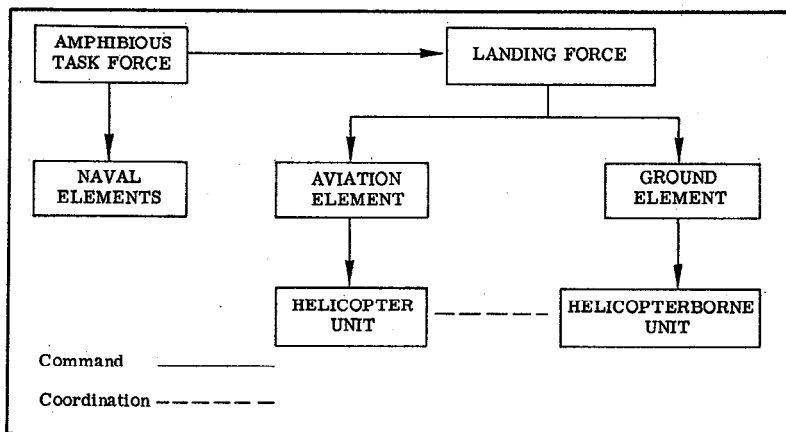 AMPHIBIOUS
TASK FORCE
LANDING FORCE
NAVAL
ELEMENTS
AVIATION
ELEMENT
GROUND
ELEMENT
HELICOPTER
UNIT
HELICOPTERBORNE
UNIT
Command
Coordination